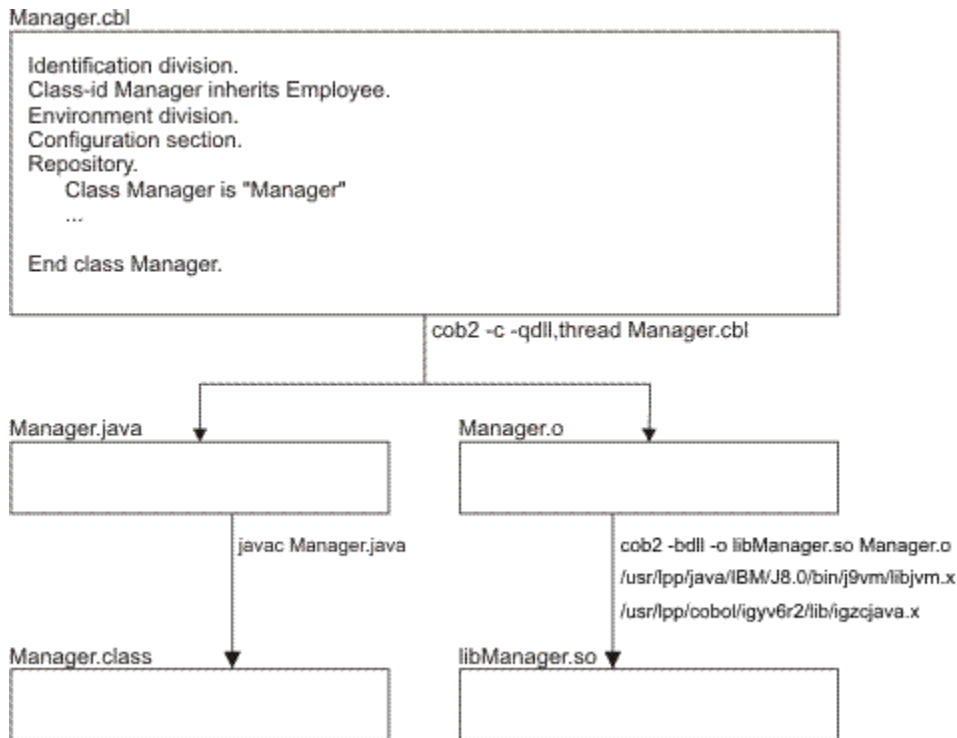 Manager.cbl
Identification division.
Class-id Manager inherits Employee.
Environment division.
Configuration section.
Repository.
Class Manager is "Manager"
...
End class Manager.
cob2 -c -qdll,thread Manager.cbl
Manager.java
Manager.o
javac Manager.java
cob2 -bdll -o libManager.so Manager.o
/usr/lpp/java/IBM/J8.0/bin/j9vm/libjvm.x
/usr/lpp/cobol/igyv6r2/lib/igzcjava.x
Manager.class
libManager.so